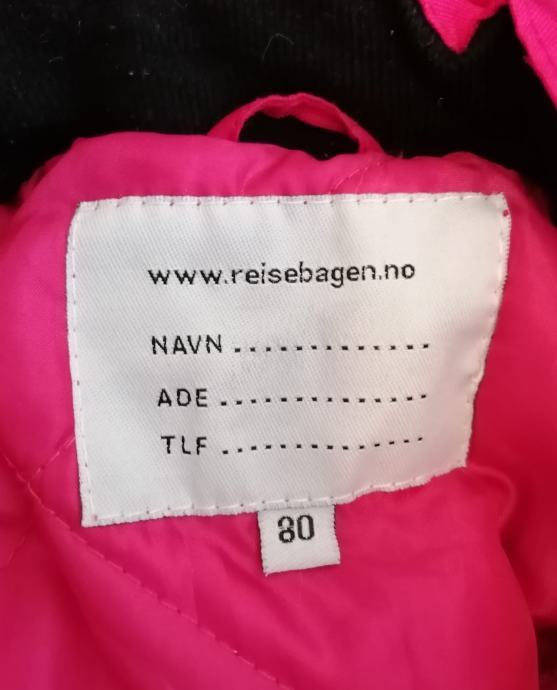 www.reisebagen.no
NAVN .............
ADE ..............
TLF ..............
80